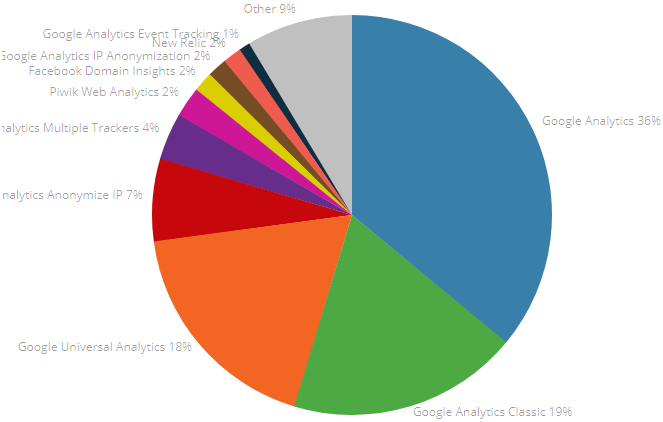 Other 9%
Google Analytics Event Tracking 1%
New Relic 2%
Google Analytics IP Anonymization 2%
Facebook Domain Insights 2%
Piwik Web Analytics 2%
nalytics Multiple Trackers 4%
nalytics Anonymize IP 7%
Google Analytics 36%
Google Universal Analytics 18%
Google Analytics Classic 19%